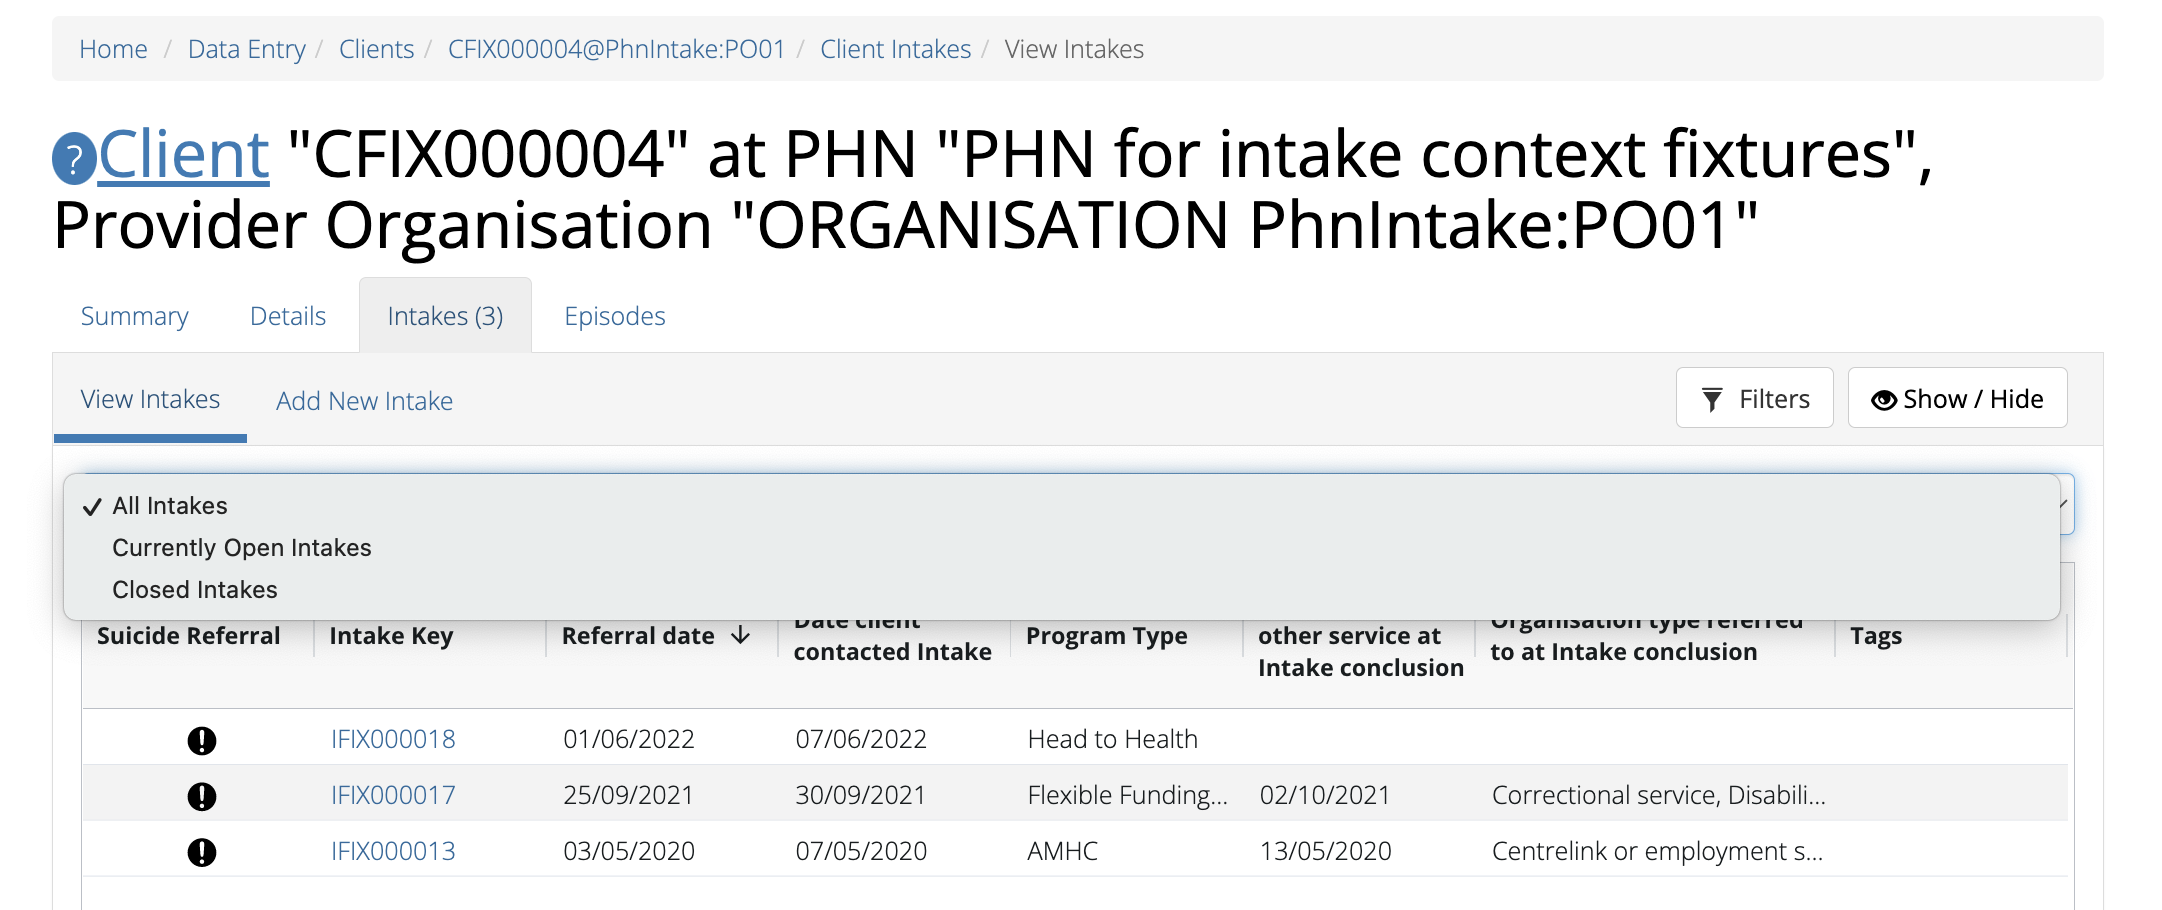 Home / Data Entry / Clients / CFIX000004@PhnIntake:PO01 / Client Intakes / View Intakes
?Client "CFIX000004" at PHN "PHN for intake context fixtures",
Provider Organisation "ORGANISATION PhnIntake:PO01"
Summary Details Intakes (3) Episodes
View Intakes Add New Intake Filters Show / Hide
✓ All Intakes
Currently Open Intakes
Closed Intakes
Suicide Referral Intake Key Referral date ↓ Date client contacted Intake Program Type other service at Intake conclusion Organisation type referred to at Intake conclusion Tags
IFIX000018 01/06/2022 07/06/2022 Head to Health
IFIX000017 25/09/2021 30/09/2021 Flexible Funding... 02/10/2021 Correctional service, Disabili...
IFIX000013 03/05/2020 07/05/2020 AMHC 13/05/2020 Centrelink or employment s...